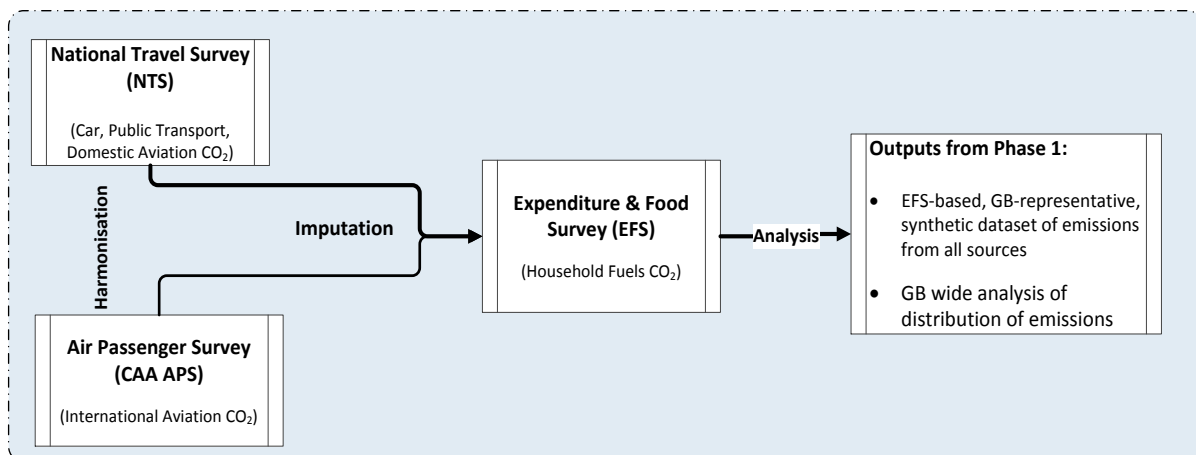 National Travel Survey
(NTS)
(Car, Public Transport,
Domestic Aviation CO₂)
Harmonisation
Air Passenger Survey
(CAA APS)
(International Aviation CO₂)
Imputation
Expenditure & Food
Survey (EFS)
(Household Fuels CO₂)
Analysis
Outputs from Phase 1:
• EFS-based, GB-representative,
synthetic dataset of emissions
from all sources
• GB wide analysis of
distribution of emissions